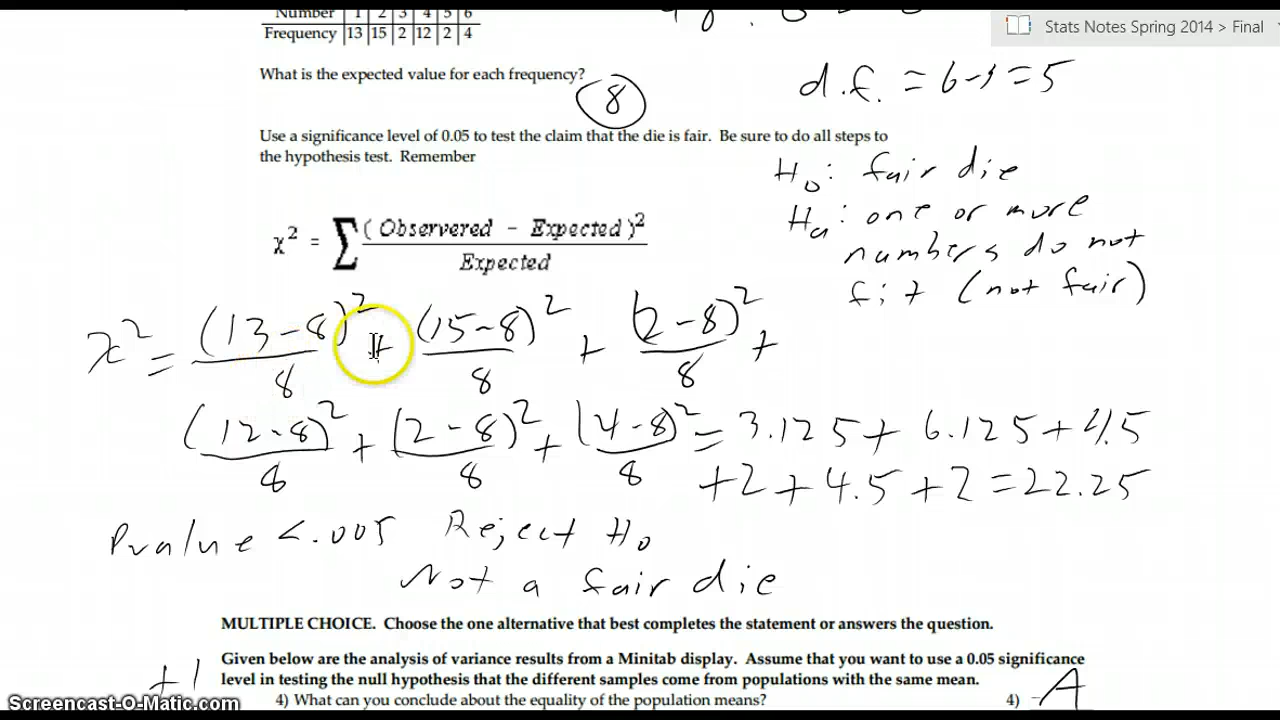 Number | 1 | 2 | 3 | 4 | 5 | 6
Stats Notes Spring 2014 > Final
Frequency |13 |15 | 2 |12 | 2 | 4
What is the expected value for each frequency?
8
d.f. = 6-1 = 5
Use a significance level of 0.05 to test the claim that the die is fair. Be sure to do all steps to
the hypothesis test. Remember
H₀: fair die
Hₐ: one or more
numbers do not
fit (not fair)
χ² = Σ (Observered - Expected)² / Expected
χ² = (13-8)²/8 + (15-8)²/8 + (2-8)²/8 +
(12-8)²/8 + (2-8)²/8 + (4-8)²/8 = 3.125 + 6.125 + 4.5
+2 + 4.5 + 2 = 22.25
Pvalue < .005 Reject H₀
Not a fair die
MULTIPLE CHOICE. Choose the one alternative that best completes the statement or answers the question.
Given below are the analysis of variance results from a Minitab display. Assume that you want to use a 0.05 significance
level in testing the null hypothesis that the different samples come from populations with the same mean.
+1
4) What can you conclude about the equality of the population means?
4) A
Screencast-O-Matic.com